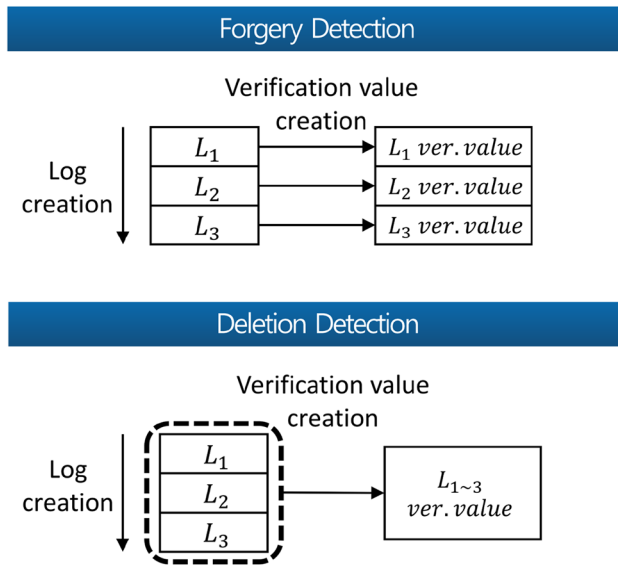 Forgery Detection
Verification value
creation
Log
creation
L₁
L₁ ver.value
L₂
L₂ ver.value
L₃
L₃ ver.value
Deletion Detection
Verification value
creation
Log
creation
L₁
L₂
L₃
L₁~₃
ver.value